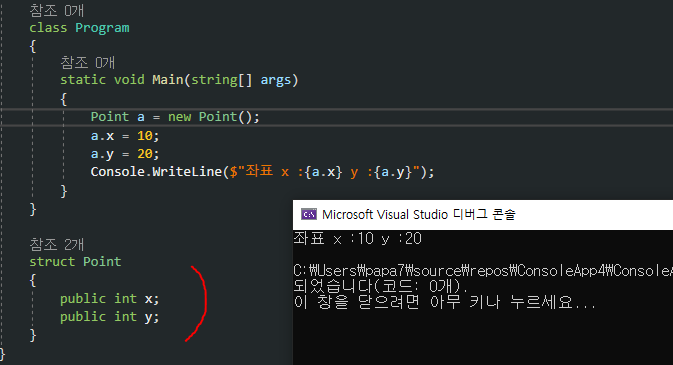 참조 0개
class Program
{
참조 0개
static void Main(string[] args)
{
Point a = new Point();
a.x = 10;
a.y = 20;
Console.WriteLine($"좌표 x :{a.x} y :{a.y}");
}
}
참조 2개
struct Point
{
public int x;
public int y;
}
}
Microsoft Visual Studio 디버그 콘솔
좌표 x :10 y :20
C:\Users\papa7\source\repos\ConsoleApp4\Console
되었습니다(코드: 0개).
이 창을 닫으려면 아무 키나 누르세요...